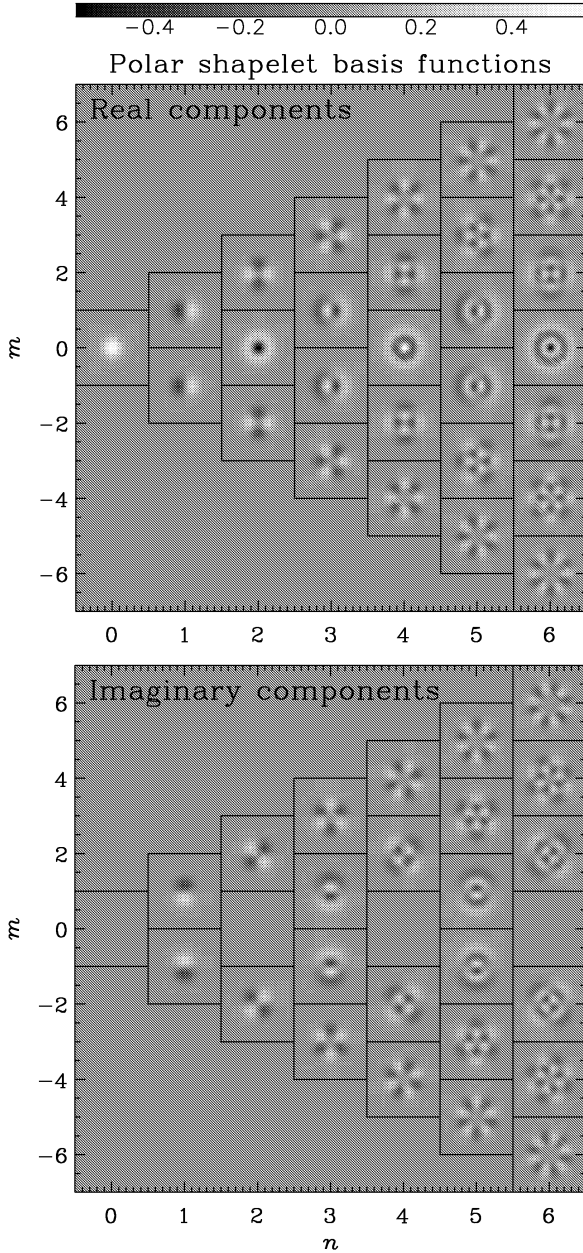 −0.4 −0.2 0.0 0.2 0.4
Polar shapelet basis functions
Real components
6
4
2
0
−2
−4
−6
m
0 1 2 3 4 5 6
Imaginary components
6
4
2
0
−2
−4
−6
m
0 1 2 3 4 5 6
n